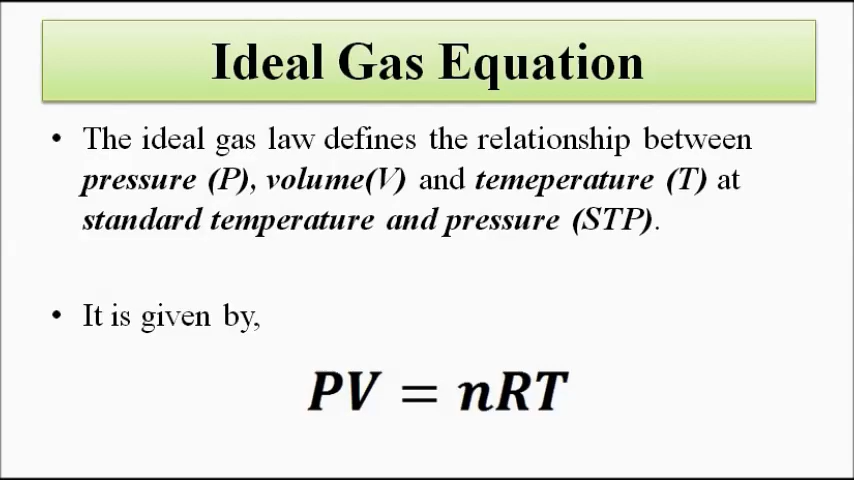 Ideal Gas Equation
• The ideal gas law defines the relationship between
pressure (P), volume(V) and temeperature (T) at
standard temperature and pressure (STP).
• It is given by,
PV = nRT